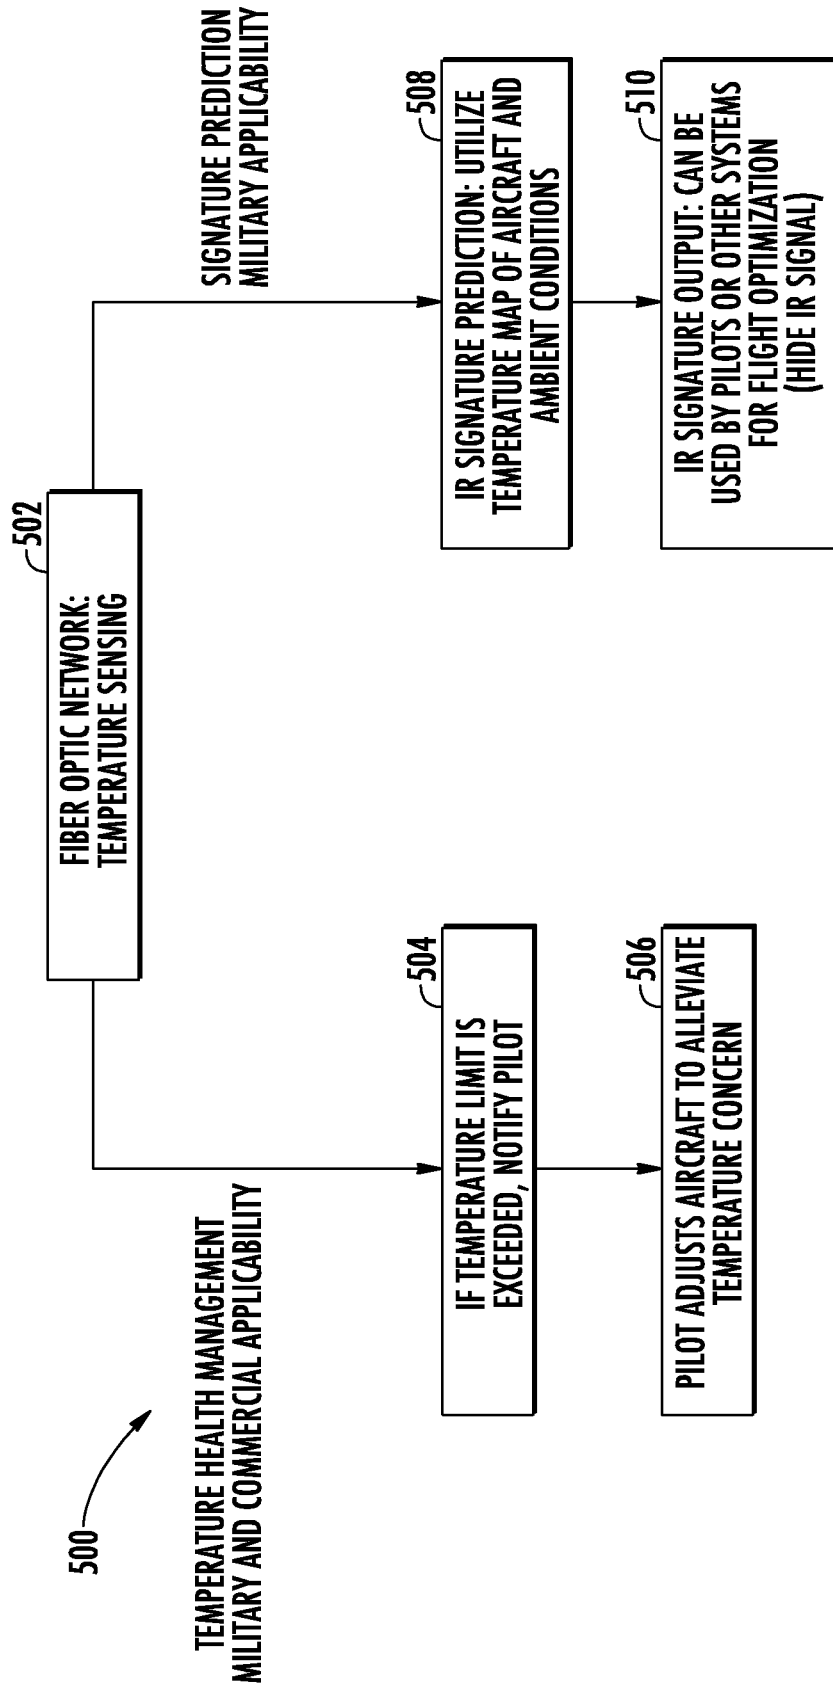 500
TEMPERATURE HEALTH MANAGEMENT
MILITARY AND COMMERCIAL APPLICABILITY
502
FIBER OPTIC NETWORK:
TEMPERATURE SENSING
SIGNATURE PREDICTION
MILITARY APPLICABILITY
504
IF TEMPERATURE LIMIT IS
EXCEEDED, NOTIFY PILOT
506
PILOT ADJUSTS AIRCRAFT TO ALLEVIATE
TEMPERATURE CONCERN
508
IR SIGNATURE PREDICTION: UTILIZE
TEMPERATURE MAP OF AIRCRAFT AND
AMBIENT CONDITIONS
510
IR SIGNATURE OUTPUT: CAN BE
USED BY PILOTS OR OTHER SYSTEMS
FOR FLIGHT OPTIMIZATION
(HIDE IR SIGNAL)